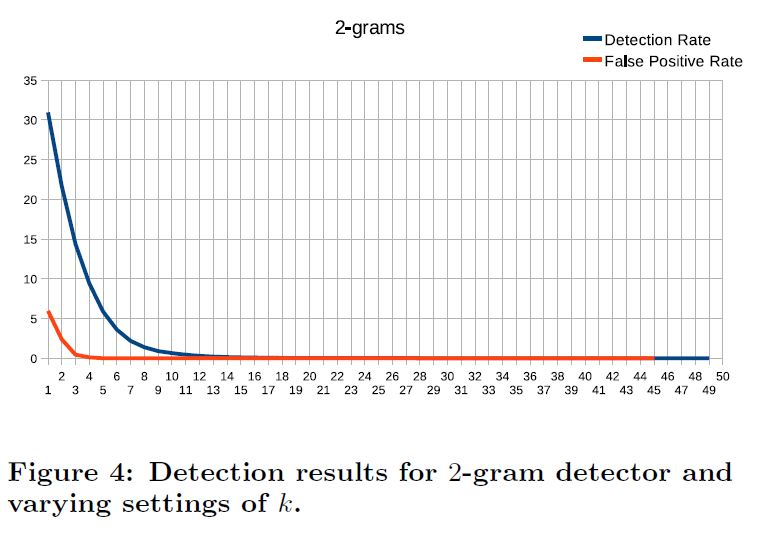 2-grams
Detection Rate
False Positive Rate
35
30
25
20
15
10
5
0
2 4 6 8 10 12 14 16 18 20 22 24 26 28 30 32 34 36 38 40 42 44 46 48 50
1 3 5 7 9 11 13 15 17 19 21 23 25 27 29 31 33 35 37 39 41 43 45 47 49
Figure 4: Detection results for 2-gram detector and
varying settings of k.